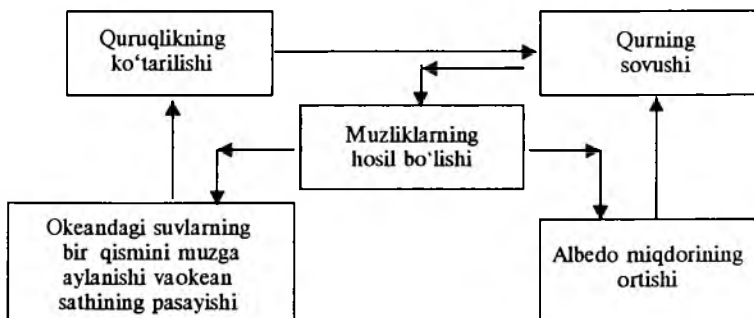 Quruqlikning
ko‘tarilishi
Qurning
sovushi
Muzliklarning
hosil bo‘lishi
Okeandagi suvlarning
bir qismini muzga
aylanishi vaokean
sathining pasayishi
Albedo miqdorining
ortishi